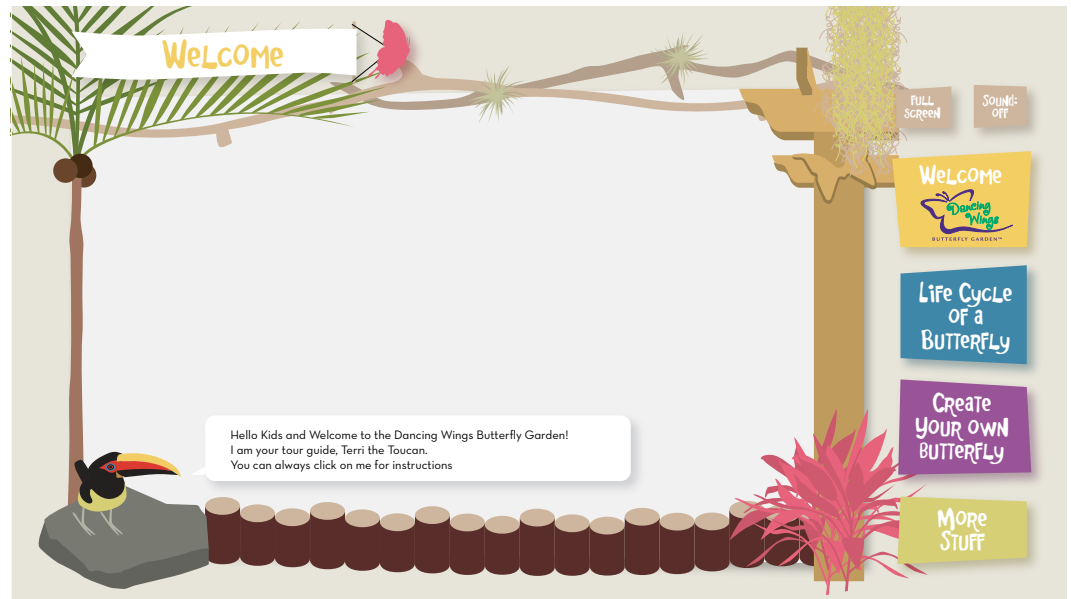 Welcome
Full
Screen
Sound:
Off
Welcome
Dancing
Wings
BUTTERFLY GARDEN™
Life Cycle
of a
Butterfly
Create
Your Own
Butterfly
More
Stuff
Hello Kids and Welcome to the Dancing Wings Butterfly Garden!
I am your tour guide, Terri the Toucan.
You can always click on me for instructions